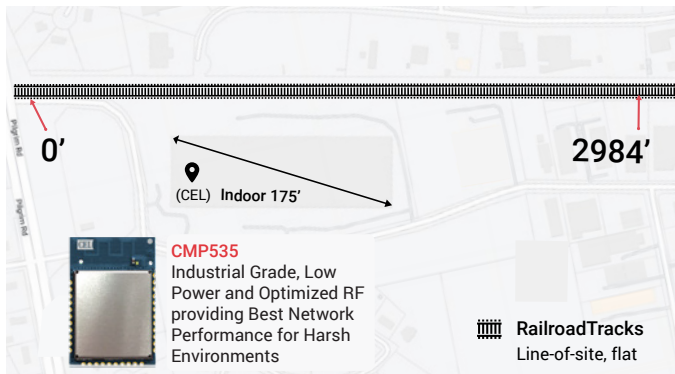 Pilgrim Rd
0’
2984’
(CEL) Indoor 175’
Pilgrim Rd
CEL
CMP535
Industrial Grade, Low
Power and Optimized RF
providing Best Network
Performance for Harsh
Environments
RailroadTracks
Line-of-site, flat